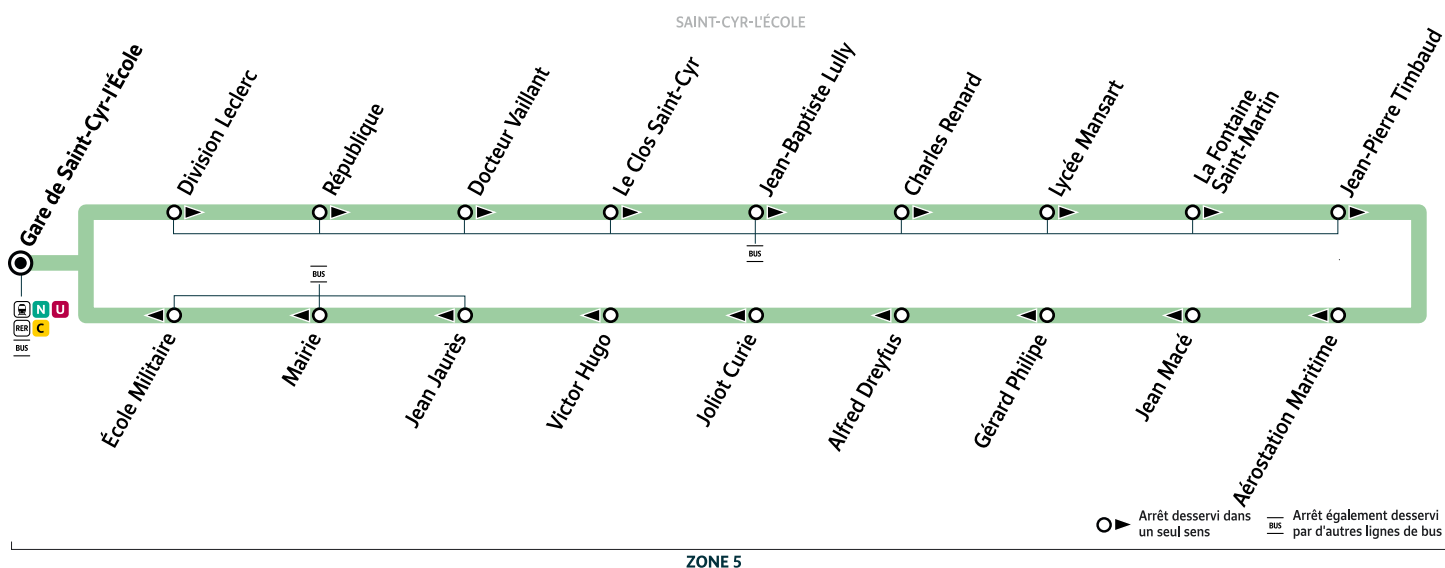 SAINT-CYR-L'ÉCOLE
Gare de Saint-Cyr-l'École
Division Leclerc
République
Docteur Vaillant
Le Clos Saint-Cyr
Jean-Baptiste Lully
Charles Renard
Lycée Mansart
La Fontaine
Saint-Martin
Jean-Pierre Timbaud
BUS
BUS
N U
RER C
BUS
École Militaire
Mairie
Jean Jaurès
Victor Hugo
Joliot Curie
Alfred Dreyfus
Gérard Philipe
Jean Macé
Aérostation Maritime
Arrêt desservi dans
un seul sens
BUS
Arrêt également desservi
par d'autres lignes de bus
ZONE 5